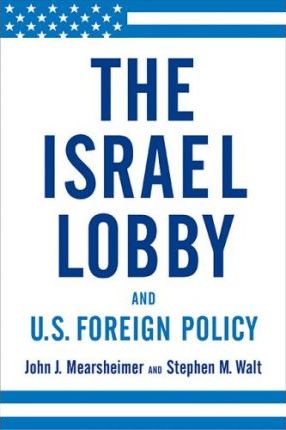 THE
ISRAEL
LOBBY
AND
U.S. FOREIGN POLICY
John J. Mearsheimer AND Stephen M. Walt